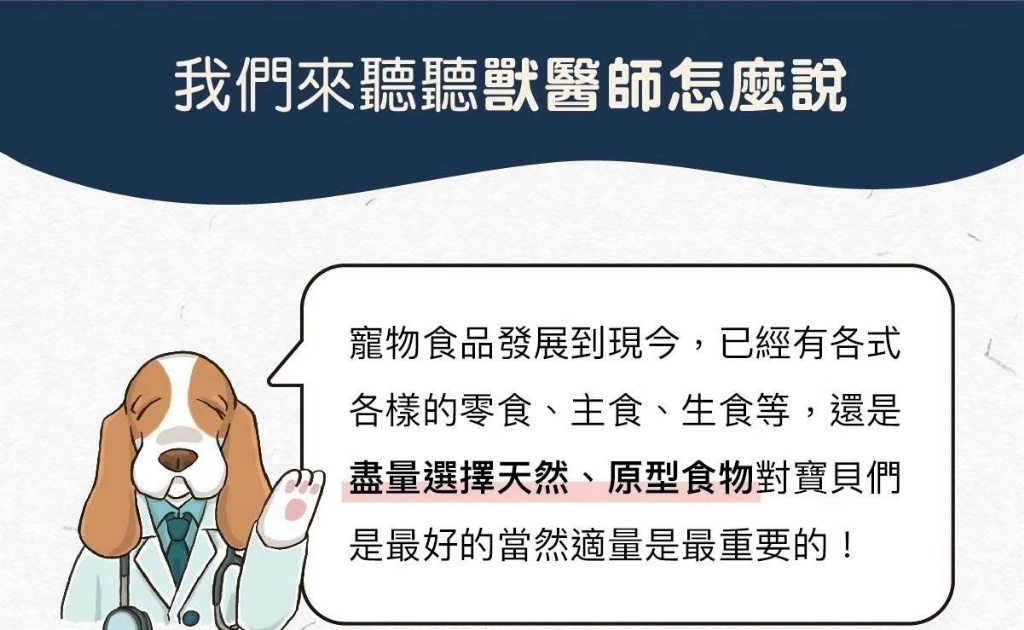 我們來聽聽獸醫師怎麼說
寵物食品發展到現今，已經有各式
各樣的零食、主食、生食等，還是
盡量選擇天然、原型食物對寶貝們
是最好的當然適量是最重要的！